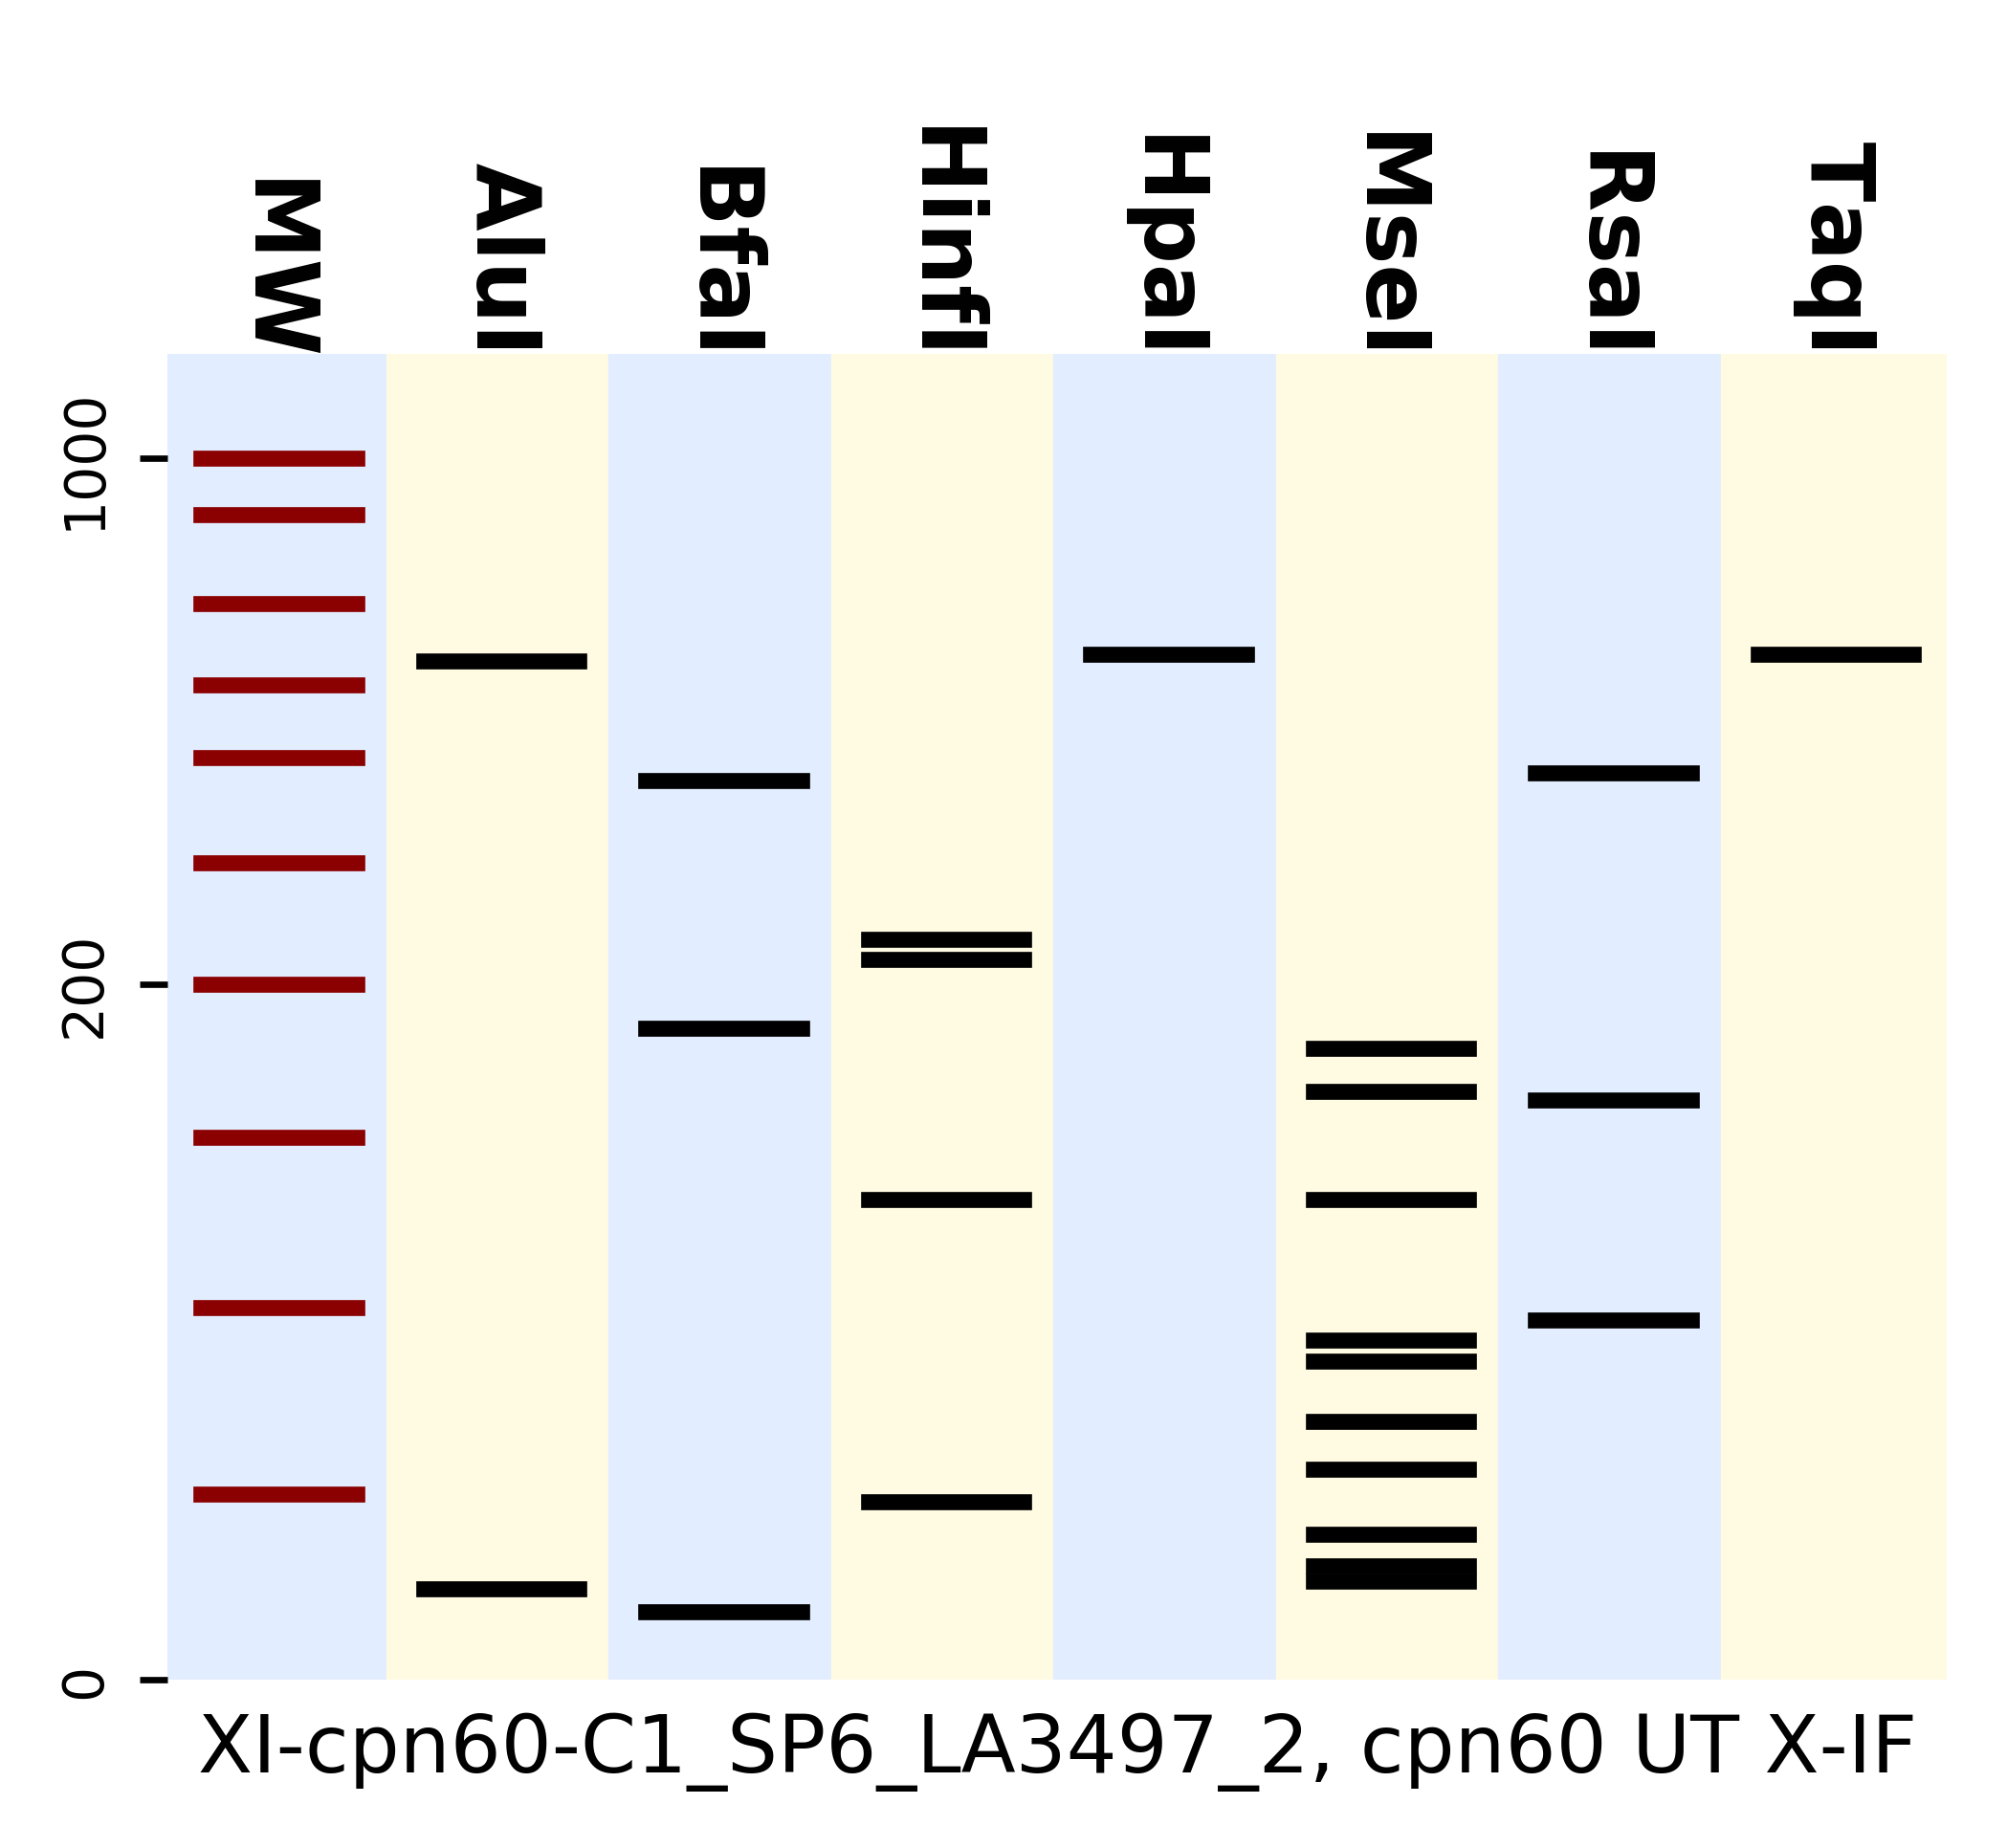 MW
AluI
BfaI
HinfI
HpaI
MseI
RsaI
TaqI
1000
200
0
XI-cpn60-C1_SP6_LA3497_2, cpn60 UT X-IF